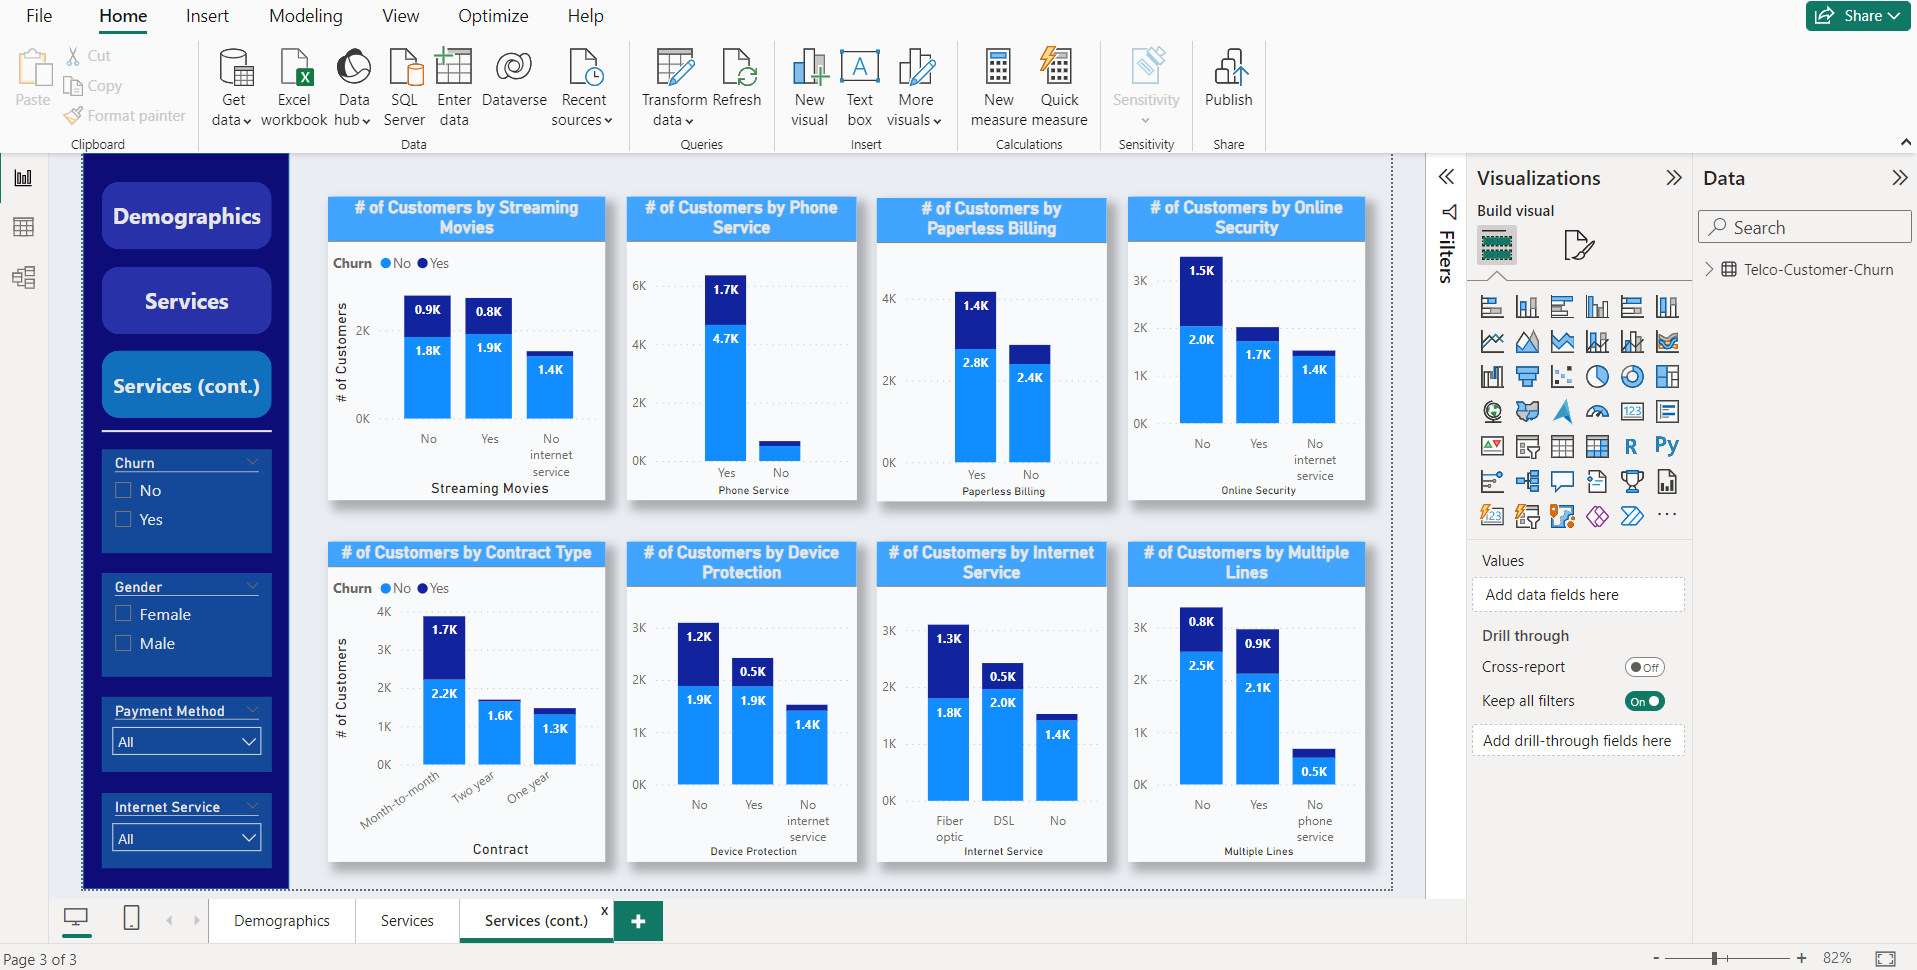 File Home Insert Modeling View Optimize Help Share
Paste
Cut
Copy
Format painter
Clipboard
Get data
Excel workbook
Data hub
SQL Server
Enter data
Dataverse
Recent sources
Data
Transform data
Refresh
Queries
New visual
Text box
More visuals
Insert
New measure
Quick measure
Calculations
Sensitivity
Sensitivity
Publish
Share
Demographics
Services
Services (cont.)
Churn
No
Yes
Gender
Female
Male
Payment Method
All
Internet Service
All
# of Customers by Streaming
Movies
Churn No Yes
# of Customers
2K
0K
0.9K
0.8K
1.8K
1.9K
1.4K
No
Yes
No
internet
service
Streaming Movies
# of Customers by Phone
Service
6K
4K
2K
0K
1.7K
4.7K
Yes
No
Phone Service
# of Customers by
Paperless Billing
4K
2K
0K
1.4K
2.8K
2.4K
Yes
No
Paperless Billing
# of Customers by Online
Security
3K
2K
1K
0K
1.5K
2.0K
1.7K
1.4K
No
Yes
No
internet
service
Online Security
# of Customers by Contract Type
Churn No Yes
# of Customers
4K
3K
2K
1K
0K
1.7K
2.2K
1.6K
1.3K
Month-to-month
Two year
One year
Contract
# of Customers by Device
Protection
3K
2K
1K
0K
1.2K
0.5K
1.9K
1.9K
1.4K
No
Yes
No
internet
service
Device Protection
# of Customers by Internet
Service
3K
2K
1K
0K
1.3K
0.5K
1.8K
2.0K
1.4K
Fiber
optic
DSL
No
Internet Service
# of Customers by Multiple
Lines
3K
2K
1K
0K
0.8K
0.9K
2.5K
2.1K
0.5K
No
Yes
No
phone
service
Multiple Lines
Filters
Visualizations
Build visual
123
R
Py
123
...
Values
Add data fields here
Drill through
Cross-report Off
Keep all filters On
Add drill-through fields here
Data
Search
Telco-Customer-Churn
Demographics
Services
Services (cont.) x
+
Page 3 of 3
- + 82%